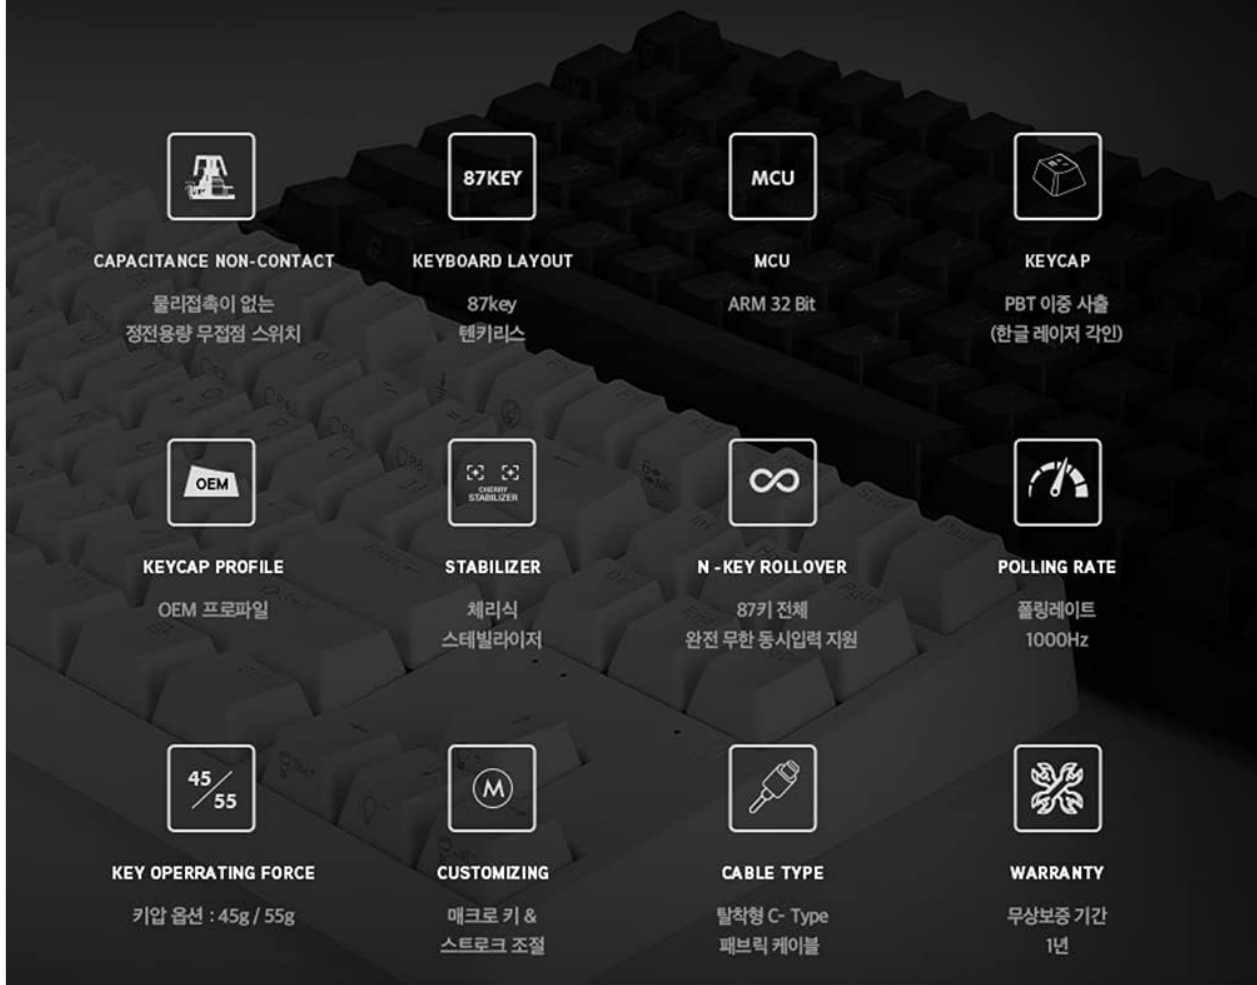 87KEY
MCU
CAPACITANCE NON-CONTACT
물리접촉이 없는
정전용량 무접점 스위치
KEYBOARD LAYOUT
87key
텐키리스
MCU
ARM 32 Bit
KEYCAP
PBT 이중 사출
(한글 레이저 각인)
OEM
CHERRY
STABILIZER
KEYCAP PROFILE
OEM 프로파일
STABILIZER
체리식
스테빌라이저
N -KEY ROLLOVER
87키 전체
완전 무한 동시입력 지원
POLLING RATE
폴링레이트
1000Hz
45/55
M
KEY OPERRATING FORCE
키압 옵션 : 45g / 55g
CUSTOMIZING
매크로 키 &
스트로크 조절
CABLE TYPE
탈착형 C- Type
패브릭 케이블
WARRANTY
무상보증 기간
1년